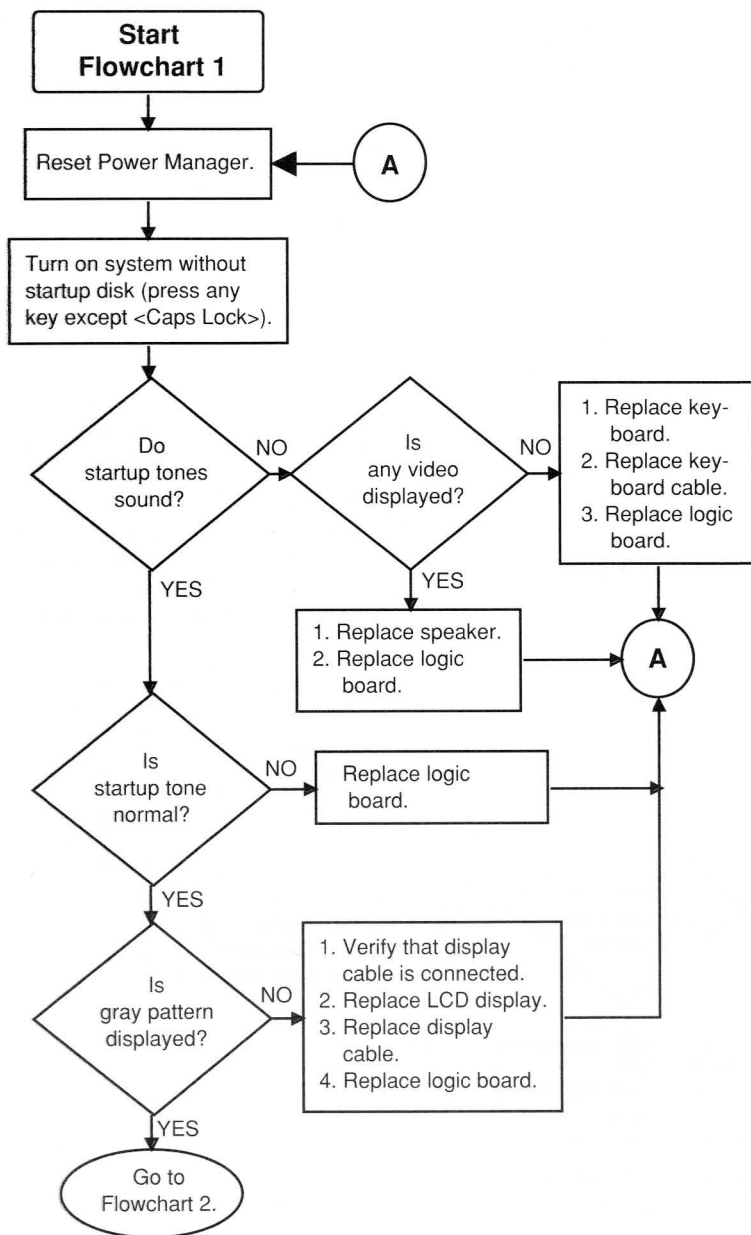 Start
Flowchart 1
Reset Power Manager.
A
Turn on system without
startup disk (press any
key except <Caps Lock>).
Do
startup tones
sound?
NO
YES
Is
any video
displayed?
NO
YES
1. Replace key-
board.
2. Replace key-
board cable.
3. Replace logic
board.
1. Replace speaker.
2. Replace logic
board.
A
Is
startup tone
normal?
NO
YES
Replace logic
board.
Is
gray pattern
displayed?
NO
YES
1. Verify that display
cable is connected.
2. Replace LCD display.
3. Replace display
cable.
4. Replace logic board.
Go to
Flowchart 2.